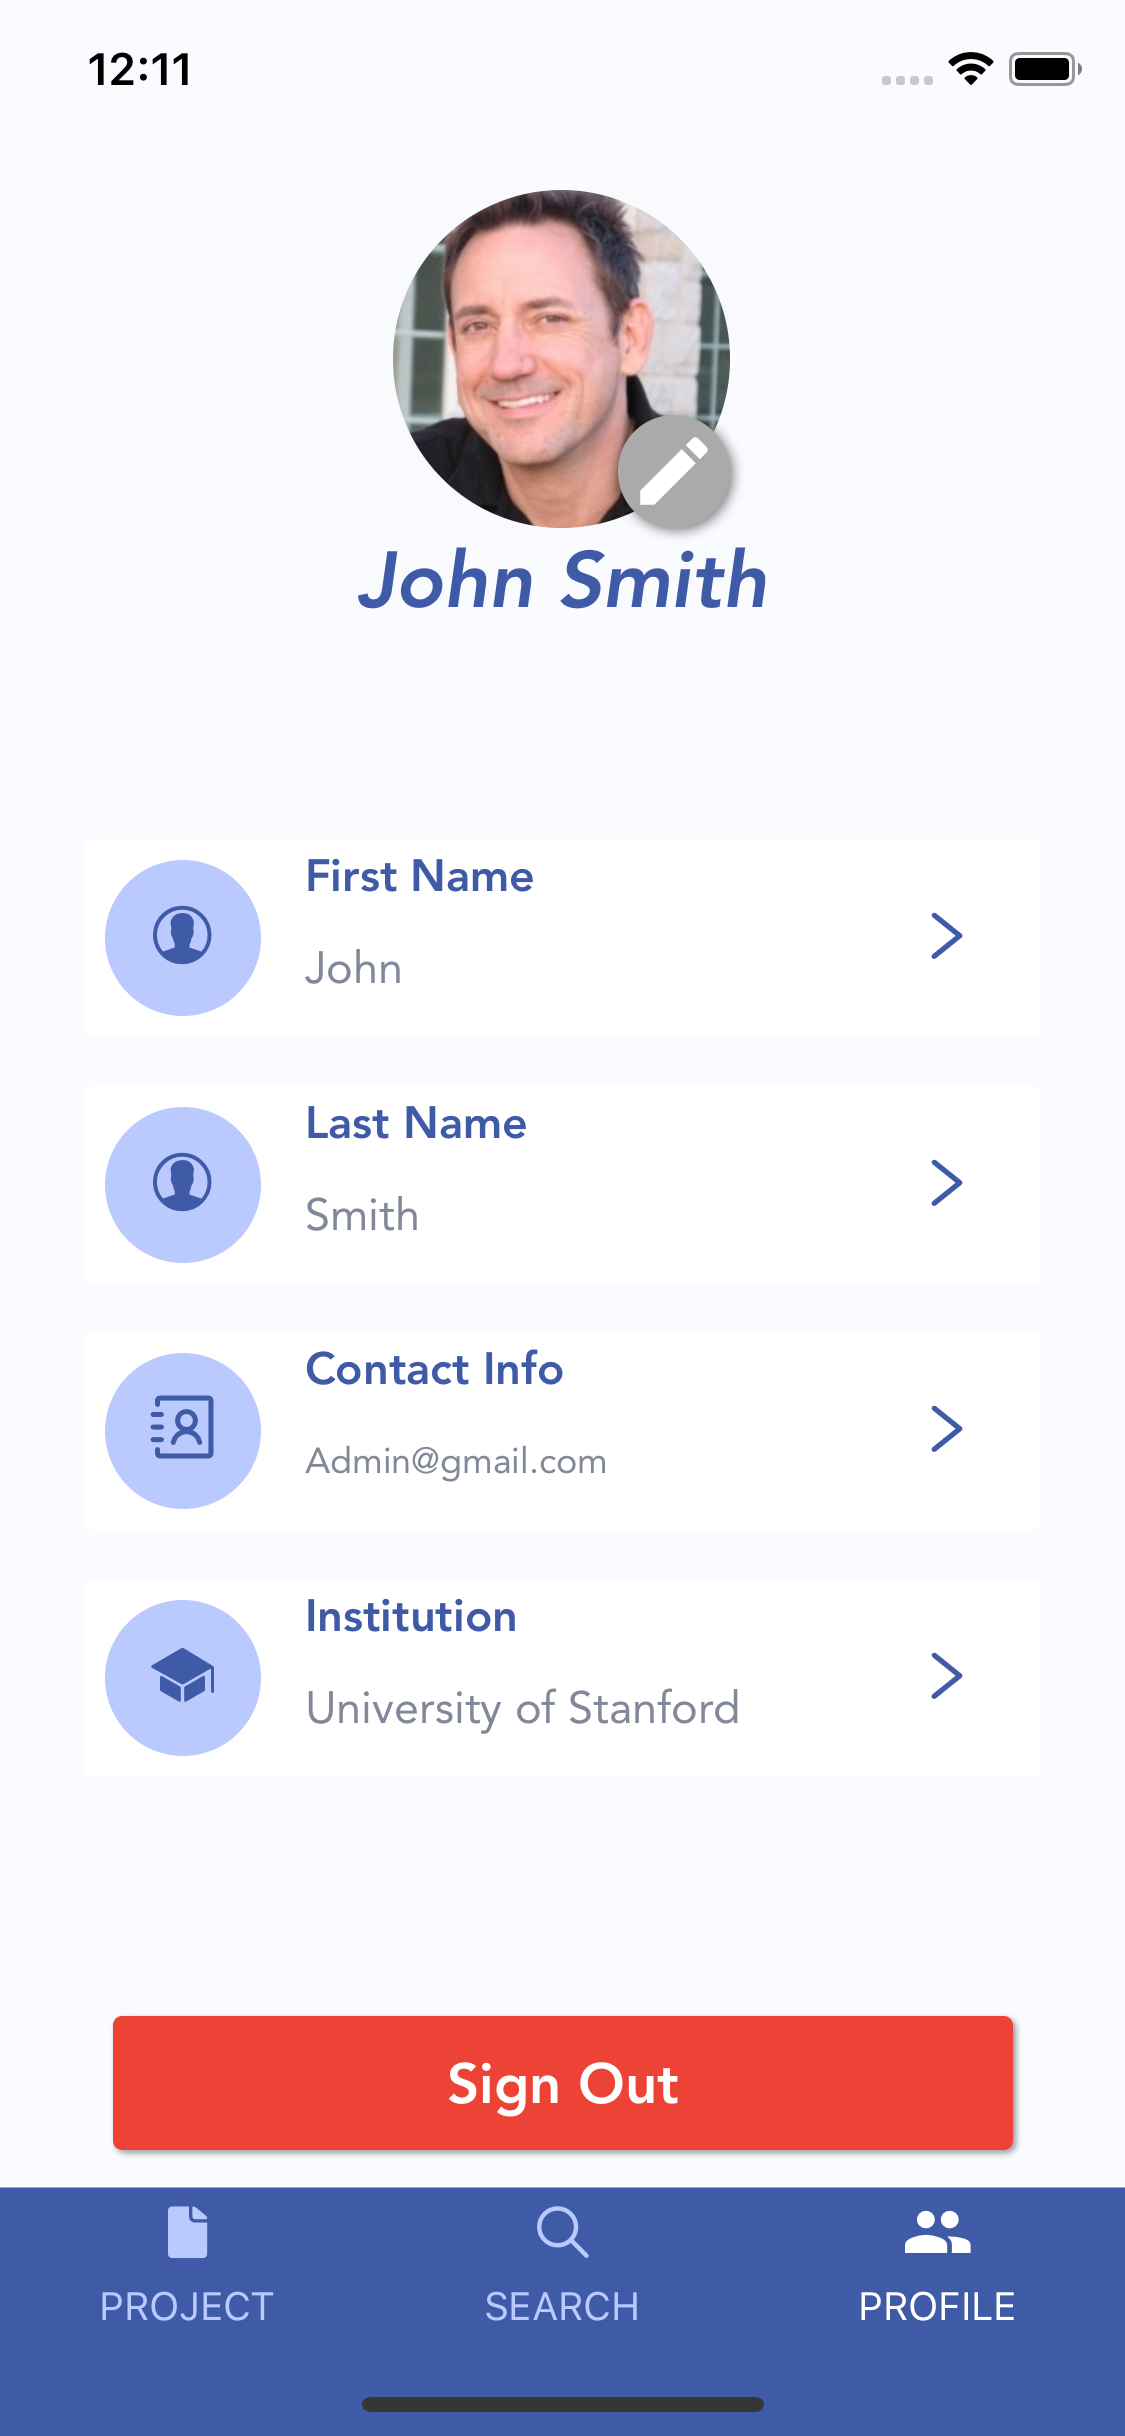 12:11
John Smith
First Name
John
Last Name
Smith
Contact Info
Admin@gmail.com
Institution
University of Stanford
Sign Out
PROJECT
SEARCH
PROFILE